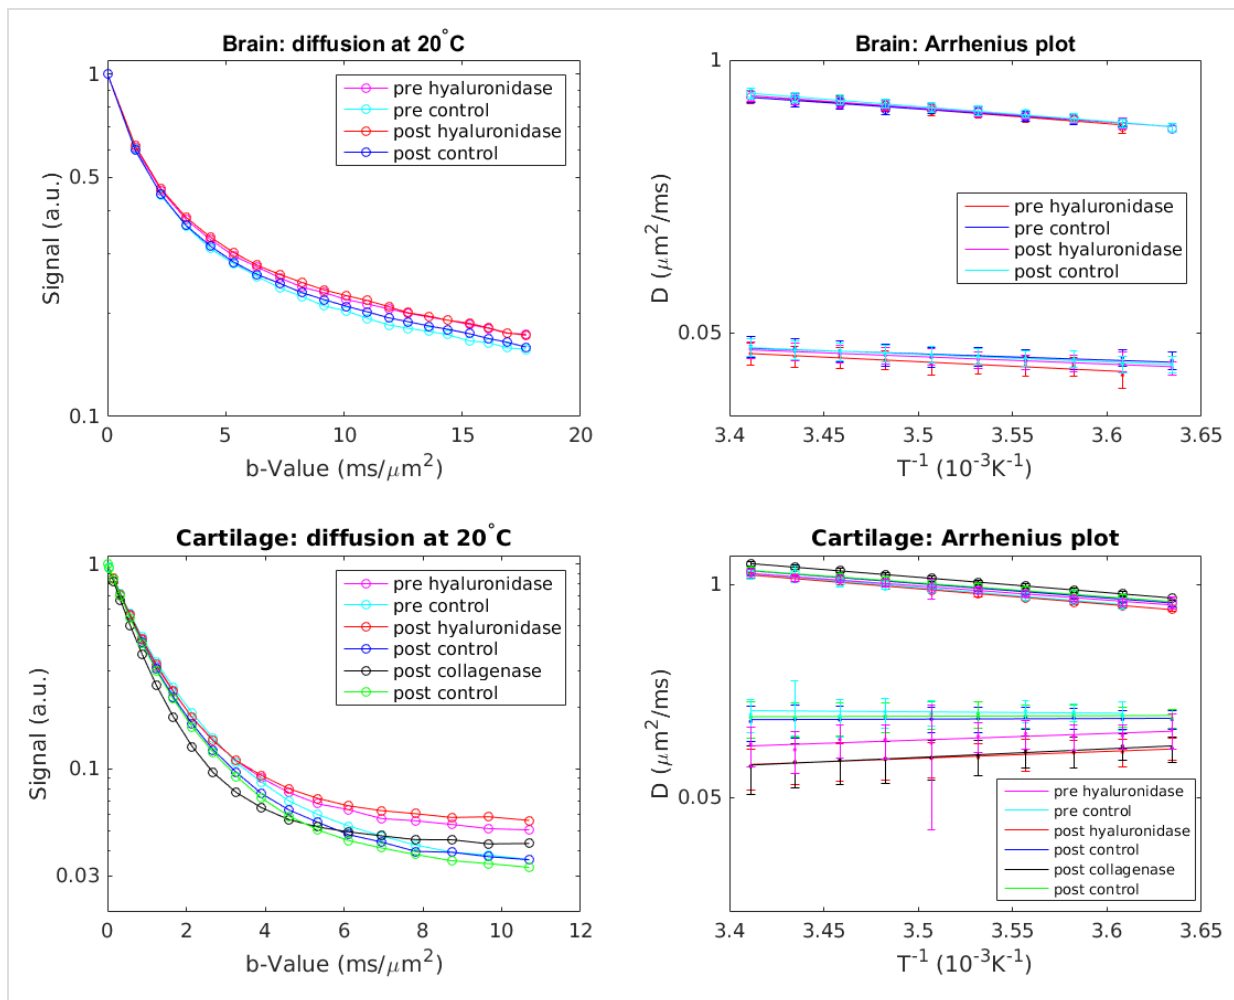 Brain: diffusion at 20°C
1
0.5
0.1
Signal (a.u.)
pre hyaluronidase
pre control
post hyaluronidase
post control
0 5 10 15 20
b-Value (ms/μm²)
Brain: Arrhenius plot
1
0.05
D (μm²/ms)
pre hyaluronidase
pre control
post hyaluronidase
post control
3.4 3.45 3.5 3.55 3.6 3.65
T⁻¹ (10⁻³K⁻¹)
Cartilage: diffusion at 20°C
1
0.1
0.03
Signal (a.u.)
pre hyaluronidase
pre control
post hyaluronidase
post control
post collagenase
post control
0 2 4 6 8 10 12
b-Value (ms/μm²)
Cartilage: Arrhenius plot
1
0.05
D (μm²/ms)
pre hyaluronidase
pre control
post hyaluronidase
post control
post collagenase
post control
3.4 3.45 3.5 3.55 3.6 3.65
T⁻¹ (10⁻³K⁻¹)